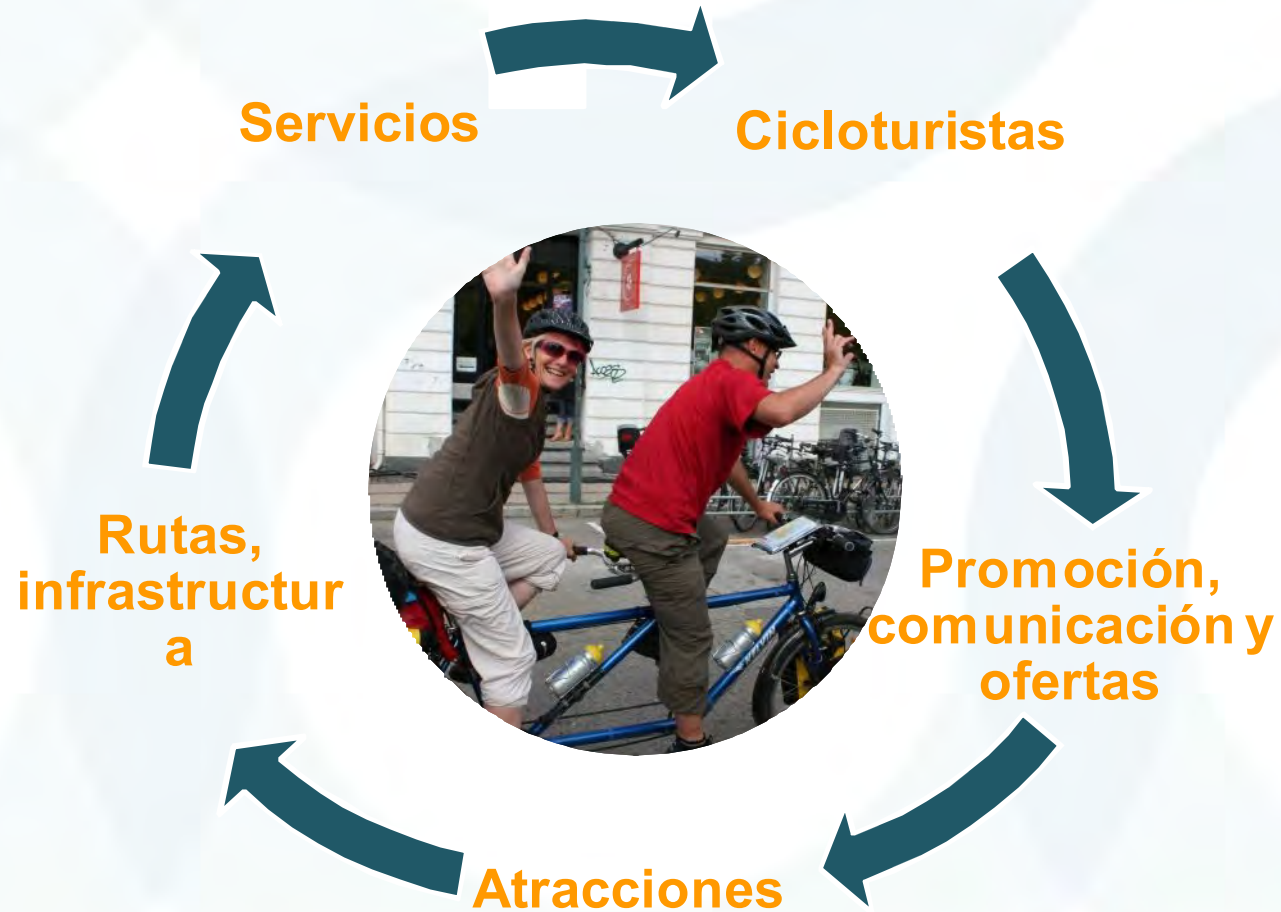 Servicios
Cicloturistas
Rutas,
infrastructur
a
Promoción,
comunicación y
ofertas
Atracciones